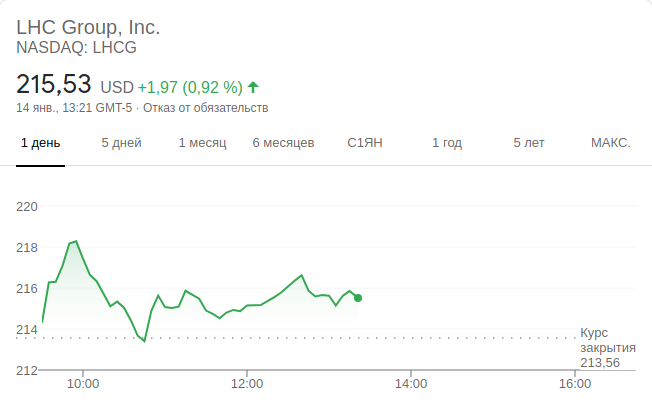 LHC Group, Inc.
NASDAQ: LHCG
215,53 USD +1,97 (0,92 %)
14 янв., 13:21 GMT-5 · Отказ от обязательств
1 день 5 дней 1 месяц 6 месяцев С1ЯН 1 год 5 лет МАКС.
220
218
216
214
Курс
закрытия
213,56
212
10:00 12:00 14:00 16:00